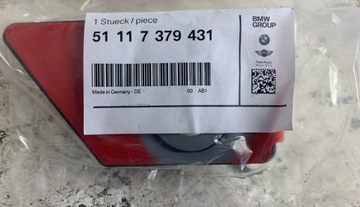 1 Stueck / piece
BMW
GROUP
51 11 7 379 431
Made in Germany - DE
00 AB1